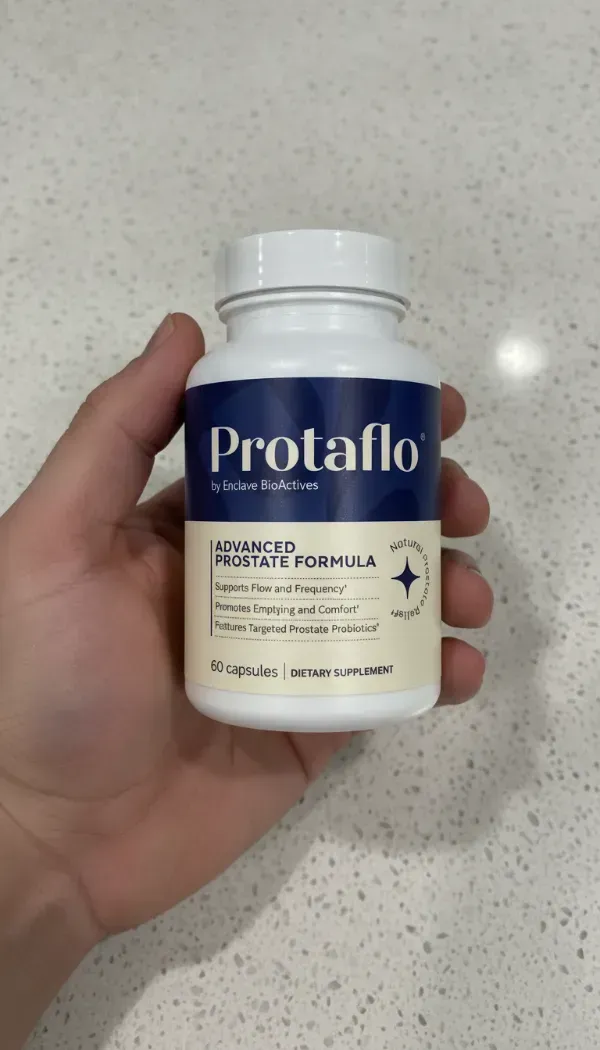 Protaflo®
by Enclave BioActives
ADVANCED
PROSTATE FORMULA
Supports Flow and Frequency†
Promotes Emptying and Comfort†
Fettures Targeted Prostate Probiotics†
Natural Prostate Relief†
60 capsules | DIETARY SUPPLEMENT